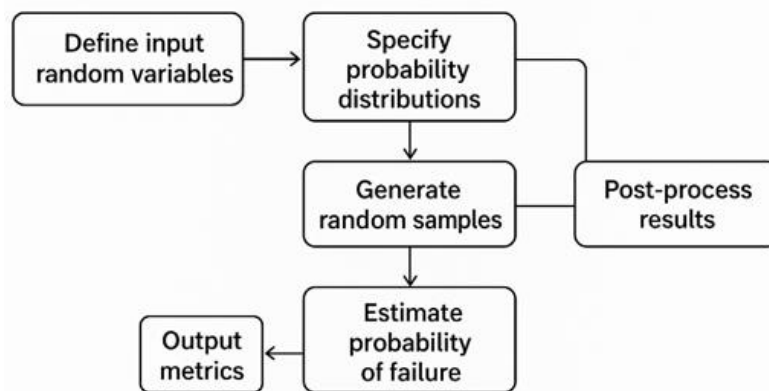 Define input
random variables
Specify
probability
distributions
Generate
random samples
Post-process
results
Estimate
probability
of failure
Output
metrics